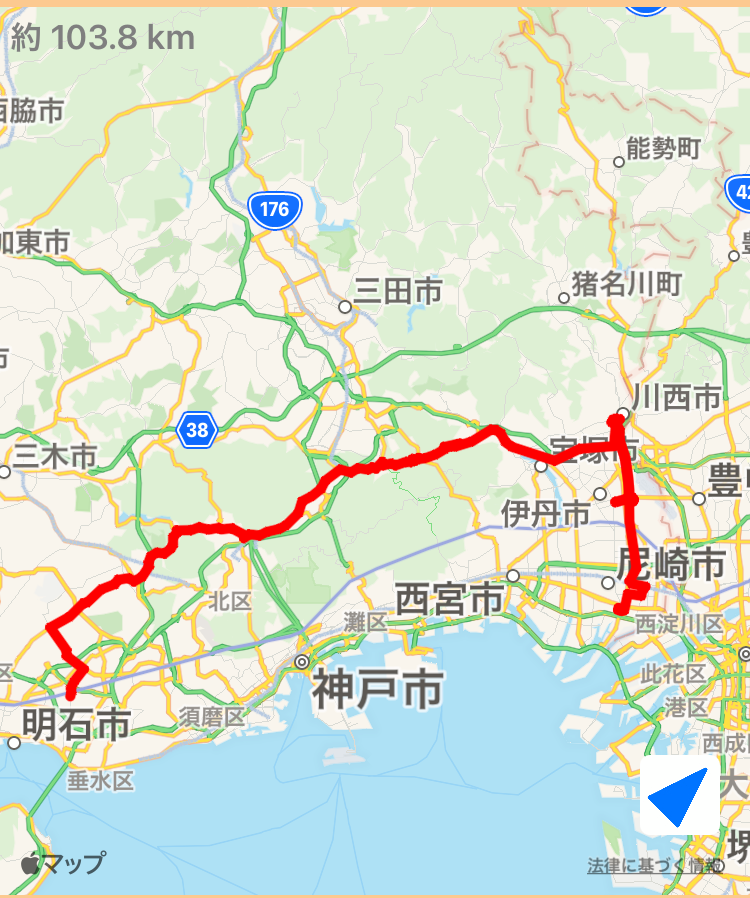 約 103.8 km
西脇市
能勢町
176
42
加東市
三田市
猪名川町
川西市
38
三木市
宝塚市
豊中
伊丹市
尼崎市
北区
西宮市
灘区
西淀川区
神戸市
此花区
明石市
須磨区
港区
西成区
垂水区
大
堺
マップ
法律に基づく情報